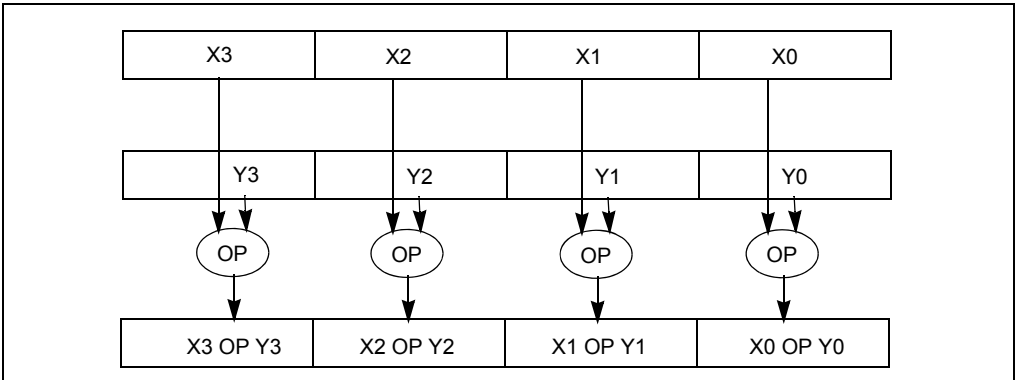 X3 X2 X1 X0
Y3 Y2 Y1 Y0
OP OP OP OP
X3 OP Y3 X2 OP Y2 X1 OP Y1 X0 OP Y0